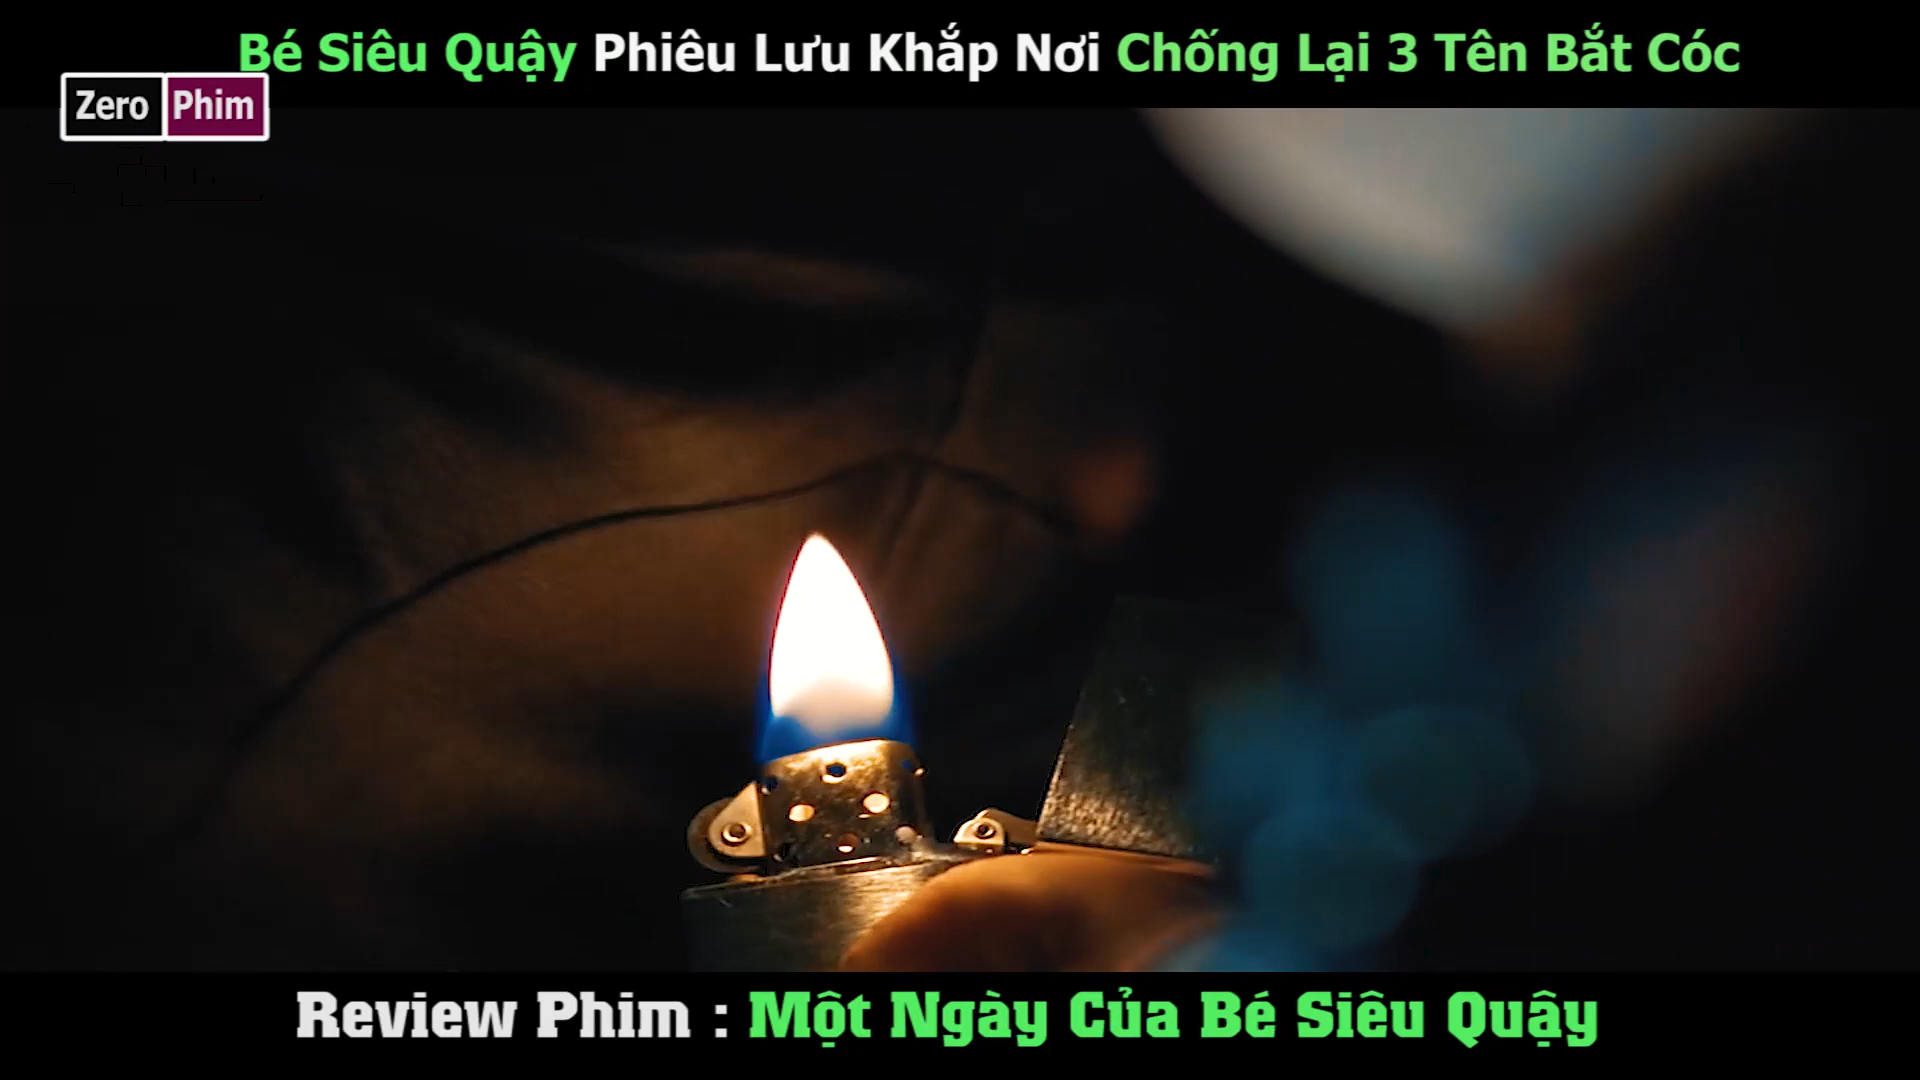 Bé Siêu Quậy Phiêu Lưu Khắp Nơi Chống Lại 3 Tên Bắt Cóc
Zero Phim
Review Phim : Một Ngày Của Bé Siêu Quậy